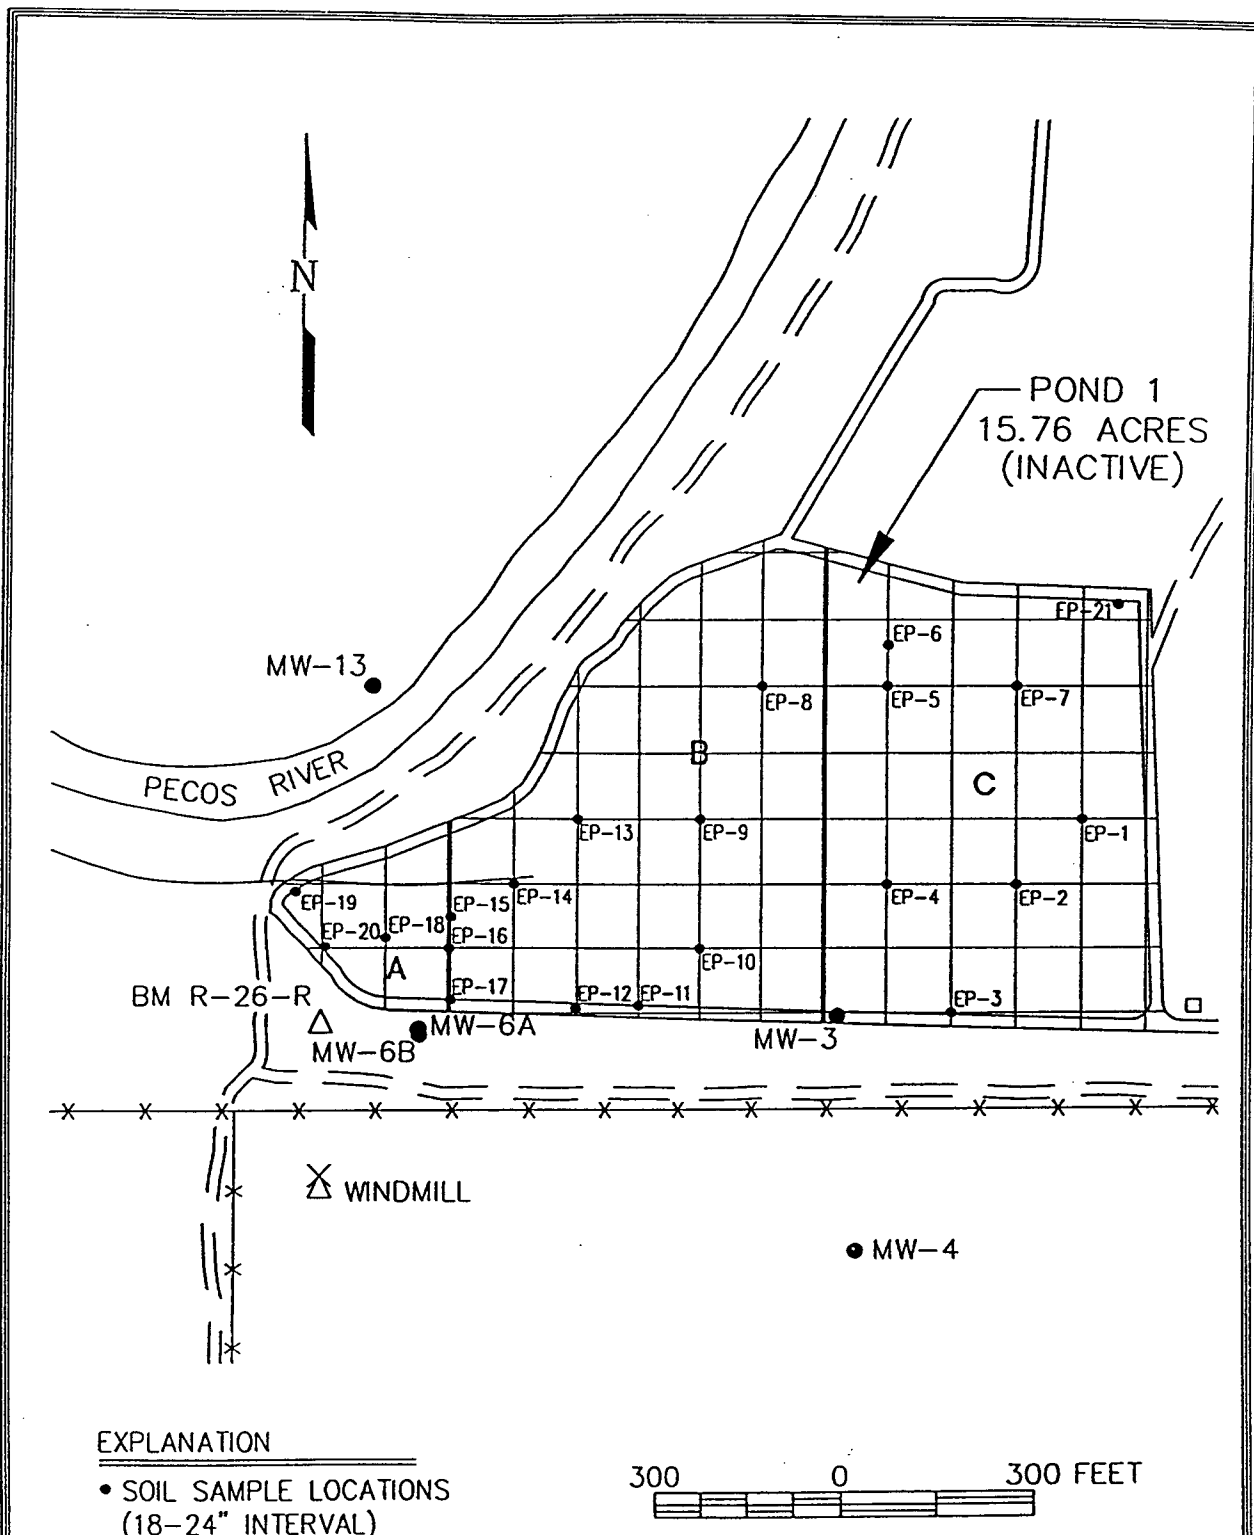 N
POND 1
15.76 ACRES
(INACTIVE)
EP-21
EP-6
MW-13
EP-8
EP-5
EP-7
B
C
PECOS RIVER
EP-13
EP-9
EP-1
EP-19
EP-15
EP-14
EP-4
EP-2
EP-20
EP-18
EP-16
A
EP-10
EP-17
EP-12
EP-11
EP-3
BM R-26-R
MW-6A
MW-3
MW-6B
WINDMILL
MW-4
EXPLANATION
300 0 300 FEET
• SOIL SAMPLE LOCATIONS
(18-24" INTERVAL)